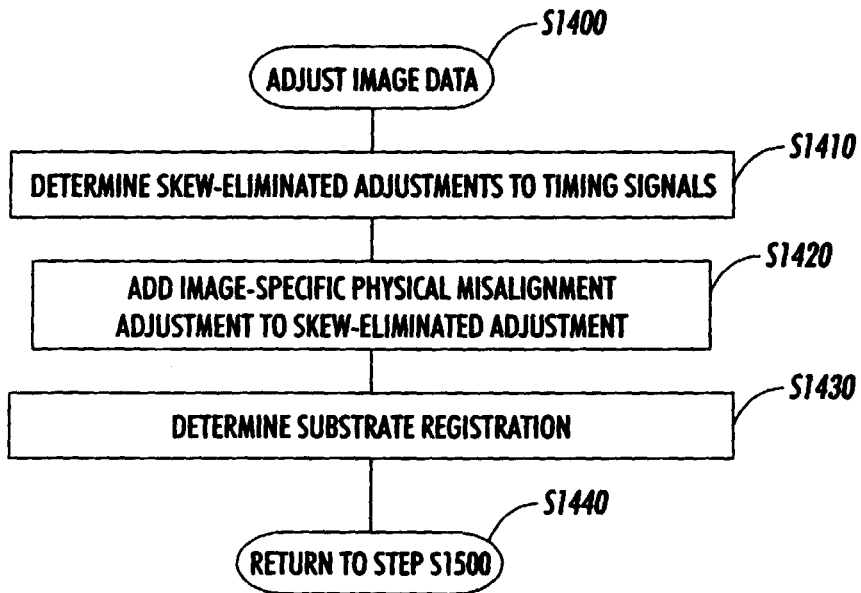 S1400
ADJUST IMAGE DATA
S1410
DETERMINE SKEW-ELIMINATED ADJUSTMENTS TO TIMING SIGNALS
S1420
ADD IMAGE-SPECIFIC PHYSICAL MISALIGNMENT
ADJUSTMENT TO SKEW-ELIMINATED ADJUSTMENT
S1430
DETERMINE SUBSTRATE REGISTRATION
S1440
RETURN TO STEP S1500